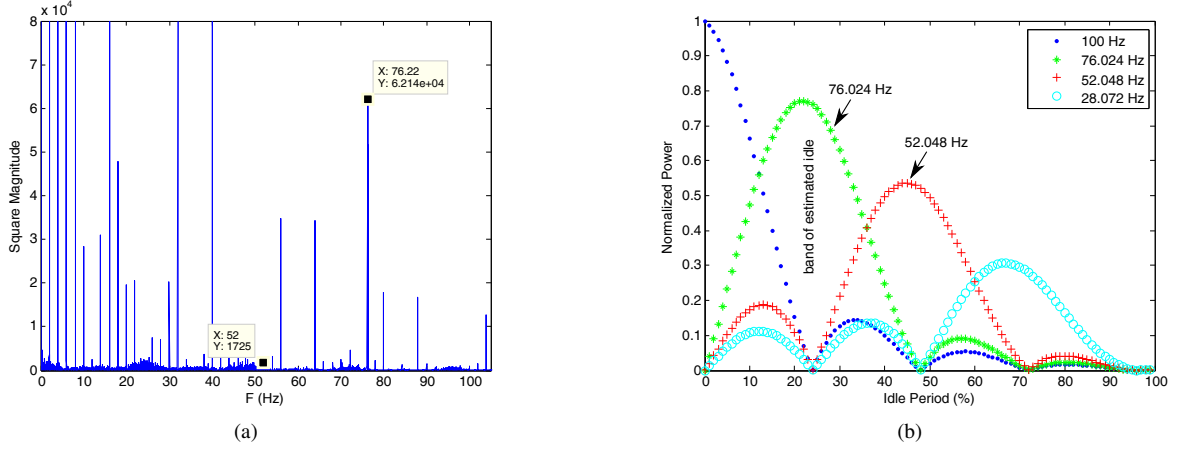 x 10^4
8
7
6
5
4
3
2
1
0
Square Magnitude
X: 76.22
Y: 6.214e+04
X: 52
Y: 1725
0 10 20 30 40 50 60 70 80 90 100
F (Hz)
(a)
1
0.9
0.8
0.7
0.6
0.5
0.4
0.3
0.2
0.1
0
Normalized Power
100 Hz
76.024 Hz
52.048 Hz
28.072 Hz
76.024 Hz
52.048 Hz
band of estimated idle
0 10 20 30 40 50 60 70 80 90 100
Idle Period (%)
(b)